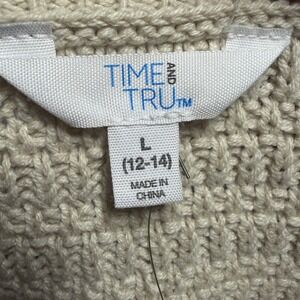 TIME AND
TRU™
L
(12-14)
MADE IN
CHINA